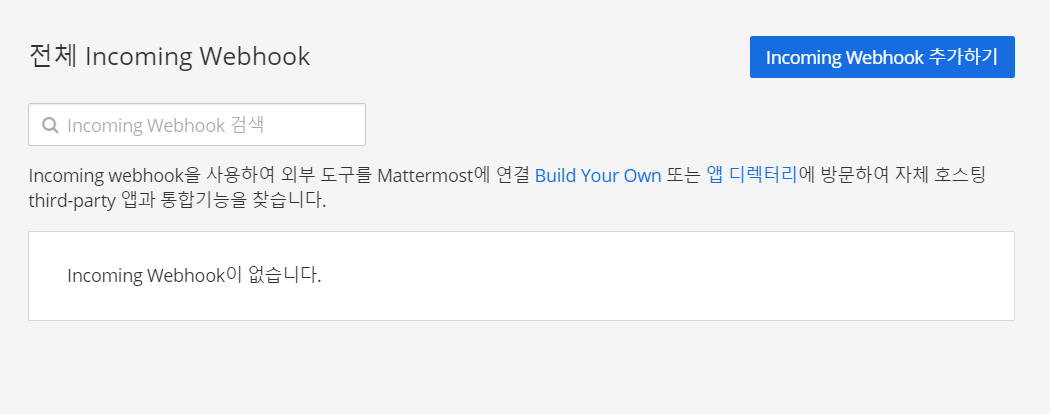 전체 Incoming Webhook
Incoming Webhook 추가하기
Incoming Webhook 검색
Incoming webhook을 사용하여 외부 도구를 Mattermost에 연결 Build Your Own 또는 앱 디렉터리에 방문하여 자체 호스팅
third-party 앱과 통합기능을 찾습니다.
Incoming Webhook이 없습니다.